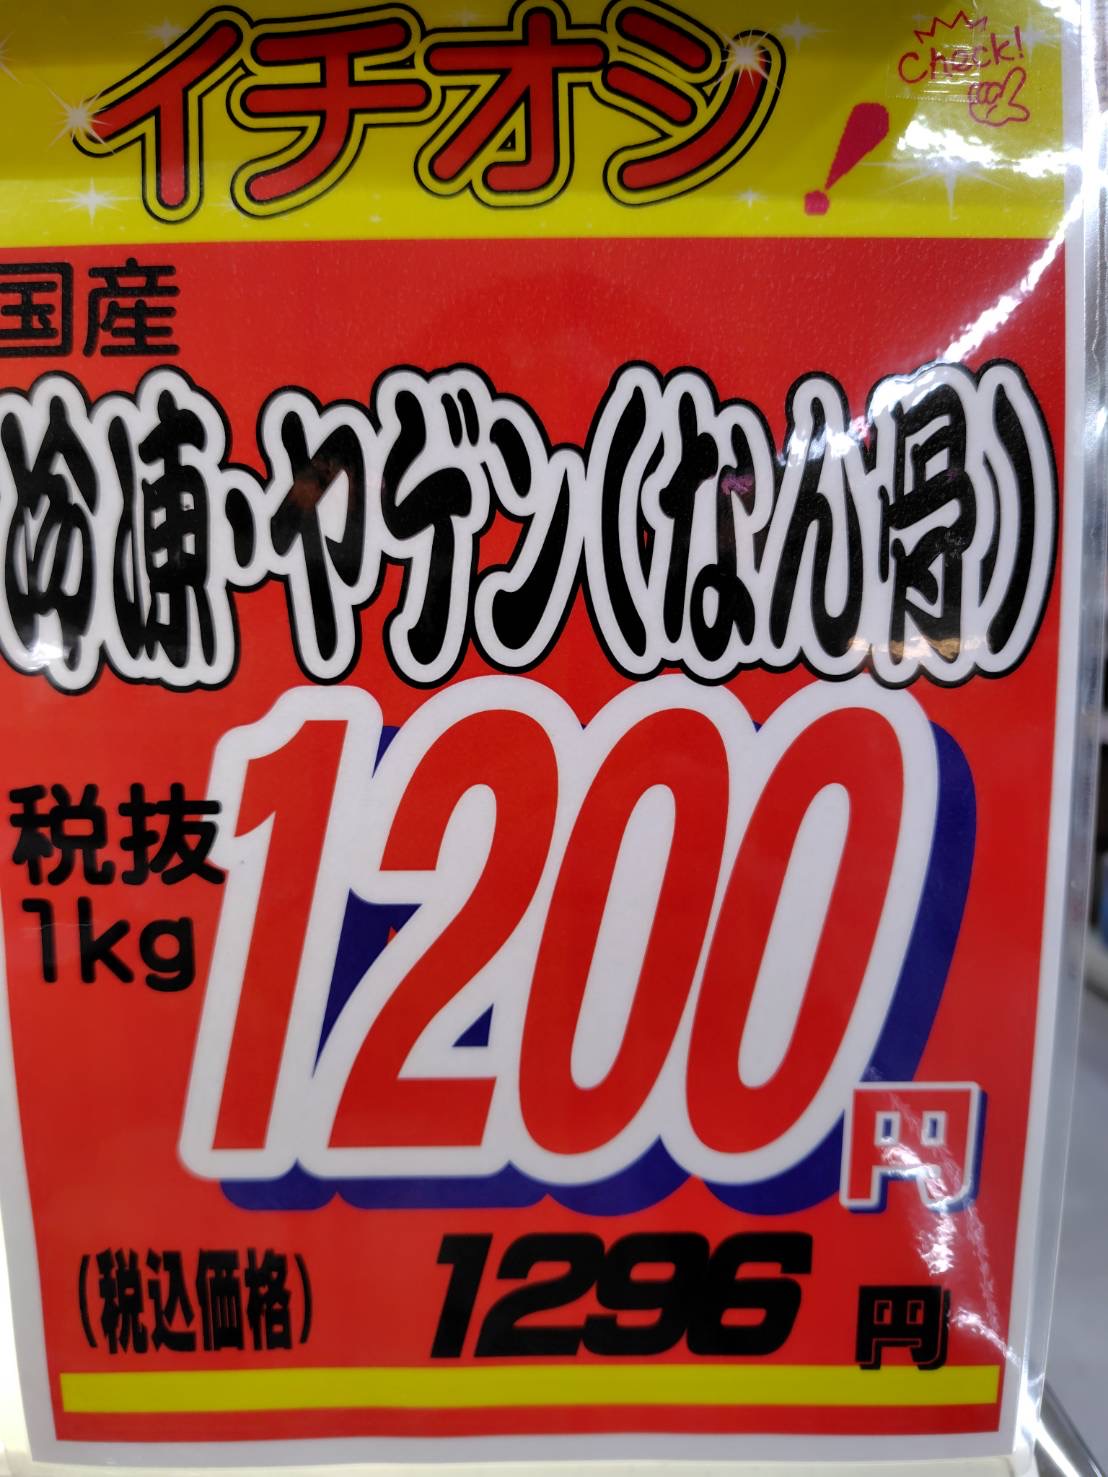 イチオシ!
Check!
国産
冷凍・ヤゲン(なん骨)
税抜
1kg
1200円
(税込価格) 1296円